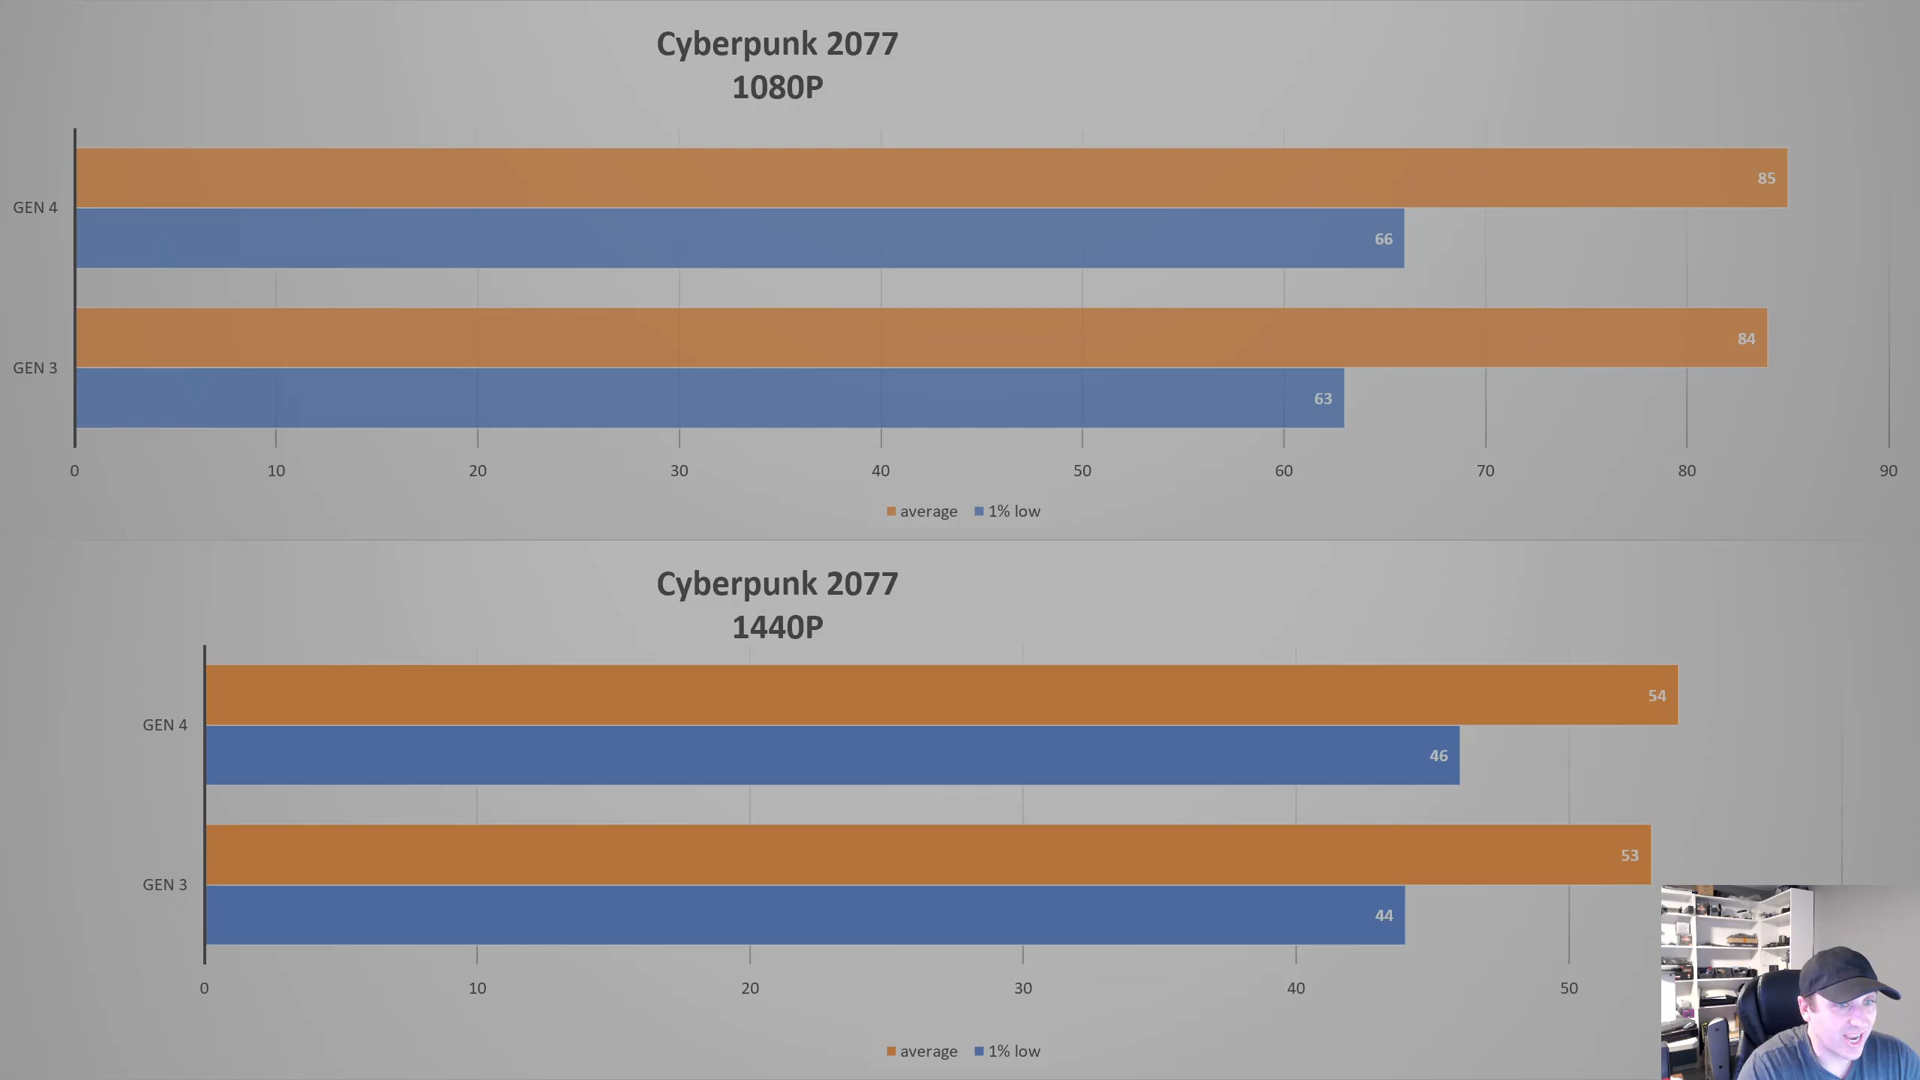 Cyberpunk 2077
1080P
GEN 4
85
66
GEN 3
84
63
0 10 20 30 40 50 60 70 80 90
average 1% low
Cyberpunk 2077
1440P
GEN 4
54
46
GEN 3
53
44
0 10 20 30 40 50
average 1% low